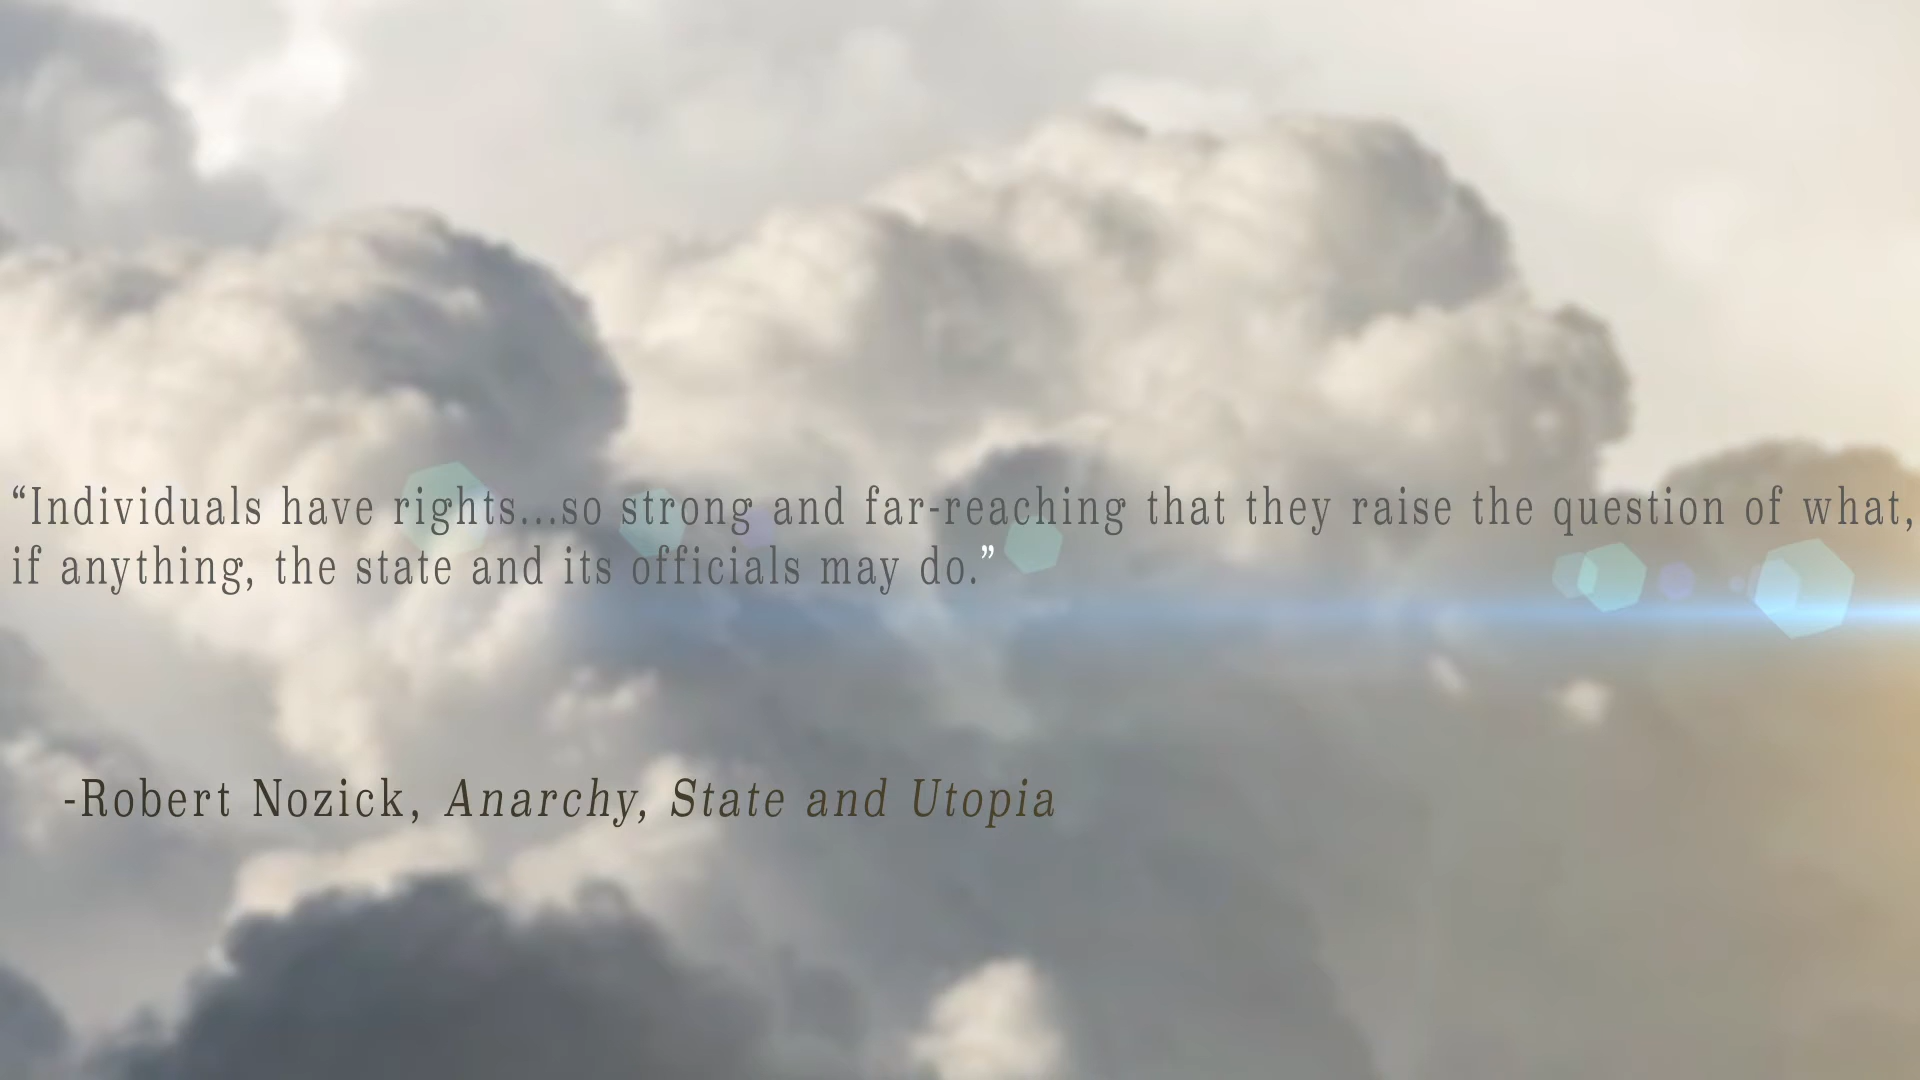 “Individuals have rights...so strong and far-reaching that they raise the question of what,
if anything, the state and its officials may do.”
-Robert Nozick, Anarchy, State and Utopia